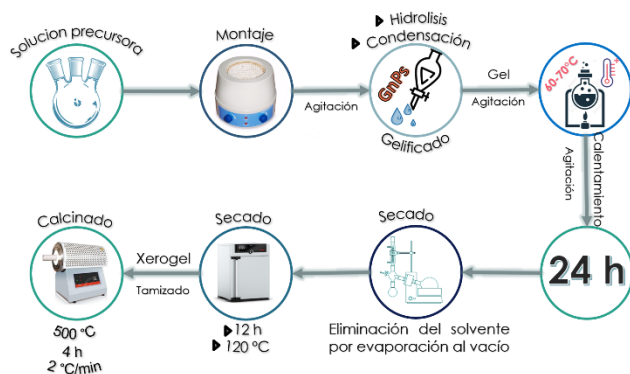 Solucion precursora
Montaje
Agitación
Hidrolisis
Condensación
GnPs
Gelificado
Gel
Agitación
60-70°C
Calentamiento
Agitación
24 h
Secado
Eliminación del solvente
por evaporación al vacío
Secado
12 h
120 °C
Xerogel
Tamizado
Calcinado
500 °C
4 h
2 °C/min